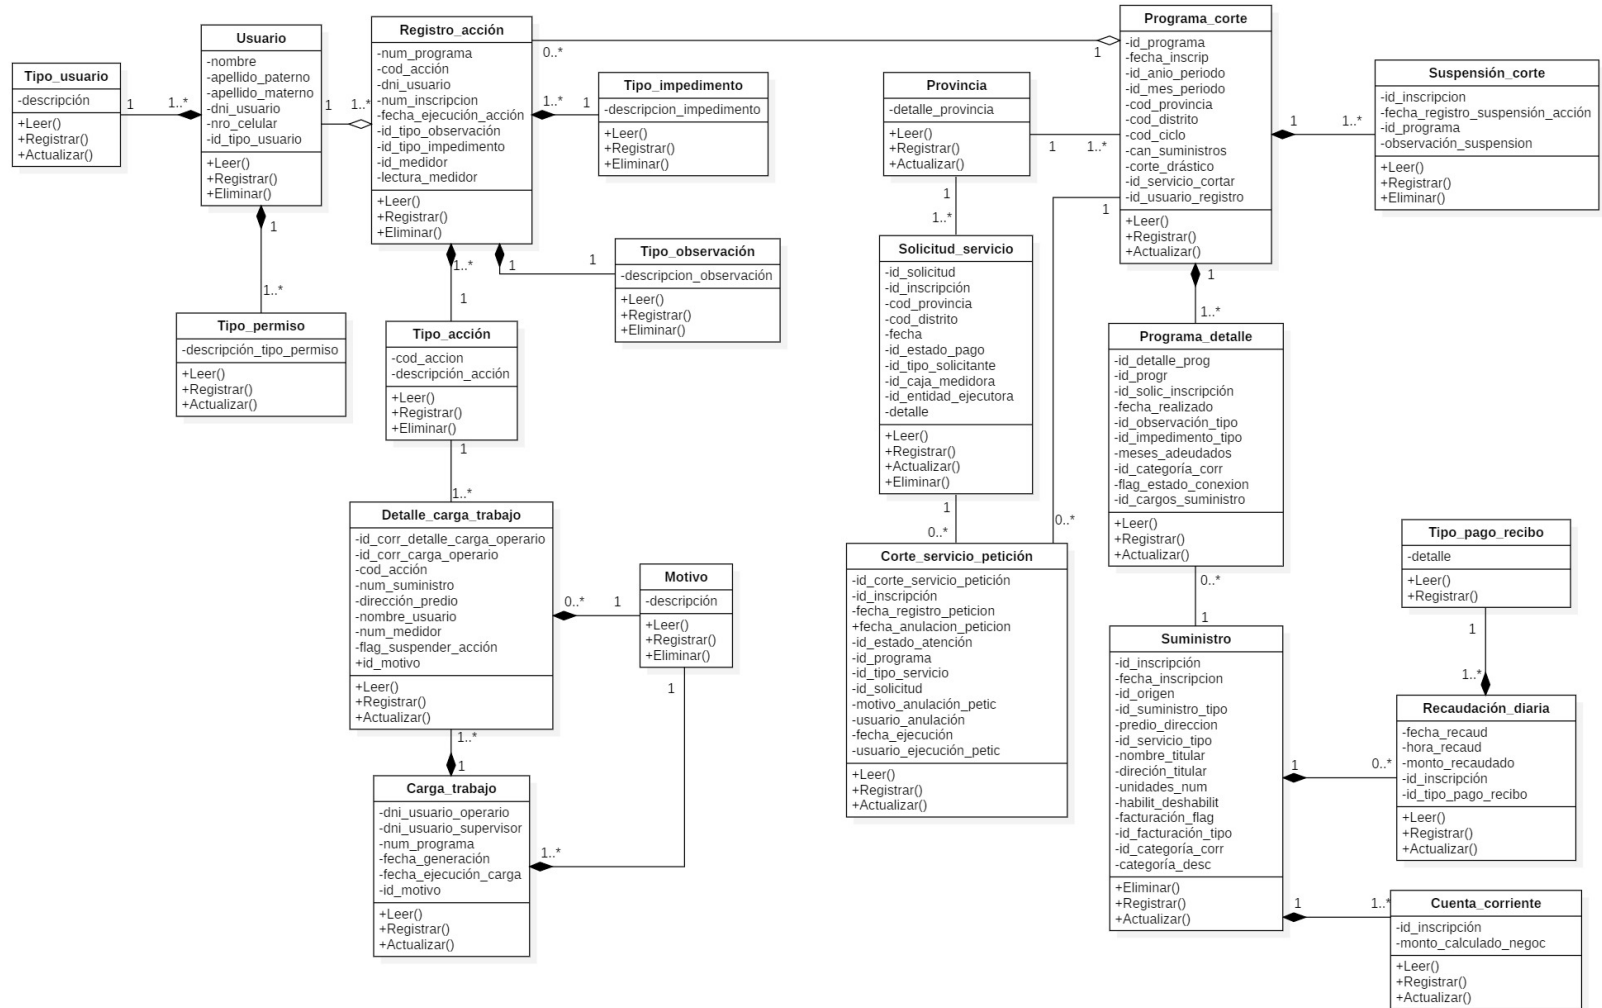 Tipo_usuario
-descripción
+Leer()
+Registrar()
+Actualizar()
1
1..*
Usuario
-nombre
-apellido_paterno
-apellido_materno
-dni_usuario
-nro_celular
-id_tipo_usuario
+Leer()
+Registrar()
+Eliminar()
1
1..*
1
1..*
Tipo_permiso
-descripción_tipo_permiso
+Leer()
+Registrar()
+Actualizar()
Registro_acción
-num_programa
-cod_acción
-dni_usuario
-num_inscripcion
-fecha_ejecución_acción
-id_tipo_observación
-id_tipo_impedimento
-id_medidor
-lectura_medidor
+Leer()
+Registrar()
+Eliminar()
0..*
1
1..*
1
Tipo_impedimento
-descripcion_impedimento
+Leer()
+Registrar()
+Eliminar()
1
1
Tipo_observación
-descripcion_observación
+Leer()
+Registrar()
+Eliminar()
1..*
1
Tipo_acción
-cod_accion
-descripción_acción
+Leer()
+Registrar()
+Eliminar()
1
1..*
Detalle_carga_trabajo
-id_corr_detalle_carga_operario
-id_corr_carga_operario
-cod_acción
-num_suministro
-dirección_predio
-nombre_usuario
-num_medidor
-flag_suspender_acción
+id_motivo
+Leer()
+Registrar()
+Actualizar()
0..*
1
Motivo
-descripción
+Leer()
+Registrar()
+Eliminar()
1
1..*
1..*
1
Carga_trabajo
-dni_usuario_operario
-dni_usuario_supervisor
-num_programa
-fecha_generación
-fecha_ejecución_carga
-id_motivo
+Leer()
+Registrar()
+Actualizar()
Provincia
-detalle_provincia
+Leer()
+Registrar()
+Actualizar()
1
1..*
1
1..*
Solicitud_servicio
-id_solicitud
-id_inscripción
-cod_provincia
-cod_distrito
-fecha
-id_estado_pago
-id_tipo_solicitante
-id_caja_medidora
-id_entidad_ejecutora
-detalle
+Leer()
+Registrar()
+Actualizar()
+Eliminar()
1
0..*
1
0..*
Corte_servicio_petición
-id_corte_servicio_petición
-id_inscripción
-fecha_registro_peticion
+fecha_anulacion_peticion
-id_estado_atención
-id_programa
-id_tipo_servicio
-id_solicitud
-motivo_anulación_petic
-usuario_anulación
-fecha_ejecución
-usuario_ejecución_petic
+Leer()
+Registrar()
+Actualizar()
Programa_corte
-id_programa
-fecha_inscrip
-id_anio_periodo
-id_mes_periodo
-cod_provincia
-cod_distrito
-cod_ciclo
-can_suministros
-corte_drástico
-id_servicio_cortar
-id_usuario_registro
+Leer()
+Registrar()
+Actualizar()
1
1..*
Suspensión_corte
-id_inscripcion
-fecha_registro_suspensión_acción
-id_programa
-observación_suspension
+Leer()
+Registrar()
+Eliminar()
1
1..*
Programa_detalle
-id_detalle_prog
-id_progr
-id_solic_inscripción
-fecha_realizado
-id_observación_tipo
-id_impedimento_tipo
-meses_adeudados
-id_categoría_corr
-flag_estado_conexion
-id_cargos_suministro
+Leer()
+Registrar()
+Actualizar()
0..*
1
Suministro
-id_inscripción
-fecha_inscripcion
-id_origen
-id_suministro_tipo
-predio_direccion
-id_servicio_tipo
-nombre_titular
-direción_titular
-unidades_num
-habilit_deshabilit
-facturación_flag
-id_facturación_tipo
-id_categoría_corr
-categoría_desc
+Eliminar()
+Registrar()
+Actualizar()
Tipo_pago_recibo
-detalle
+Leer()
+Registrar()
1
1..*
Recaudación_diaria
-fecha_recaud
-hora_recaud
-monto_recaudado
-id_inscripción
-id_tipo_pago_recibo
+Leer()
+Registrar()
+Actualizar()
1
0..*
1
1..*
Cuenta_corriente
-id_inscripción
-monto_calculado_negoc
+Leer()
+Registrar()
+Actualizar()